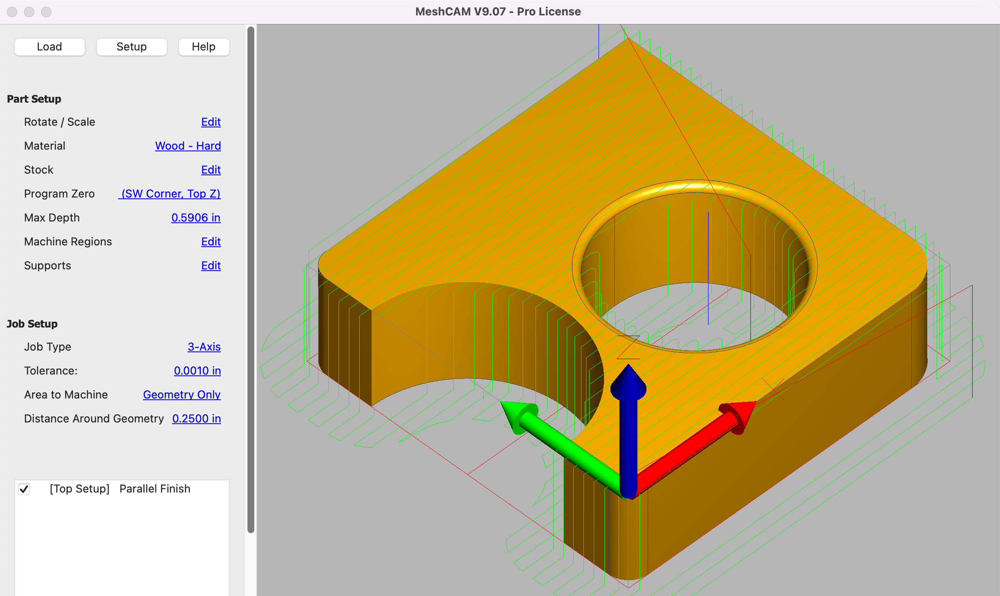 MeshCAM V9.07 - Pro License
Load Setup Help
Part Setup
Rotate / Scale Edit
Material Wood - Hard
Stock Edit
Program Zero (SW Corner, Top Z)
Max Depth 0.5906 in
Machine Regions Edit
Supports Edit
Job Setup
Job Type 3-Axis
Tolerance: 0.0010 in
Area to Machine Geometry Only
Distance Around Geometry 0.2500 in
[Top Setup] Parallel Finish
Z
X